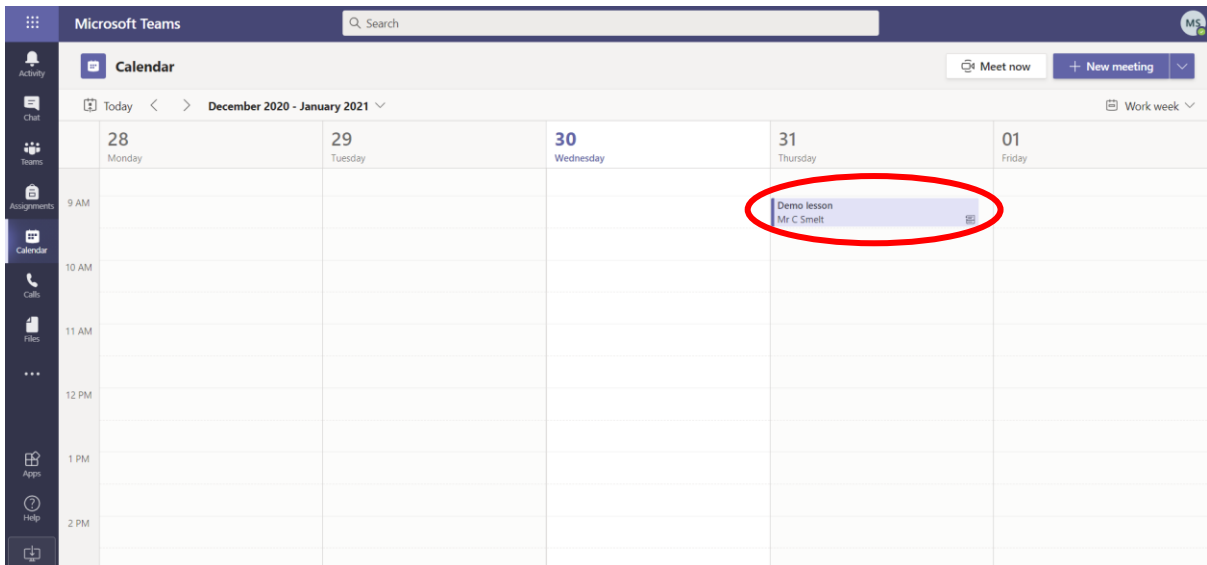 Microsoft Teams
Search
MS
Activity
Chat
Teams
Assignments
Calendar
Calls
Files
Apps
Help
Calendar
Meet now
New meeting
Today
December 2020 - January 2021
Work week
28
Monday
29
Tuesday
30
Wednesday
31
Thursday
01
Friday
9 AM
Demo lesson
Mr C Smelt
10 AM
11 AM
12 PM
1 PM
2 PM